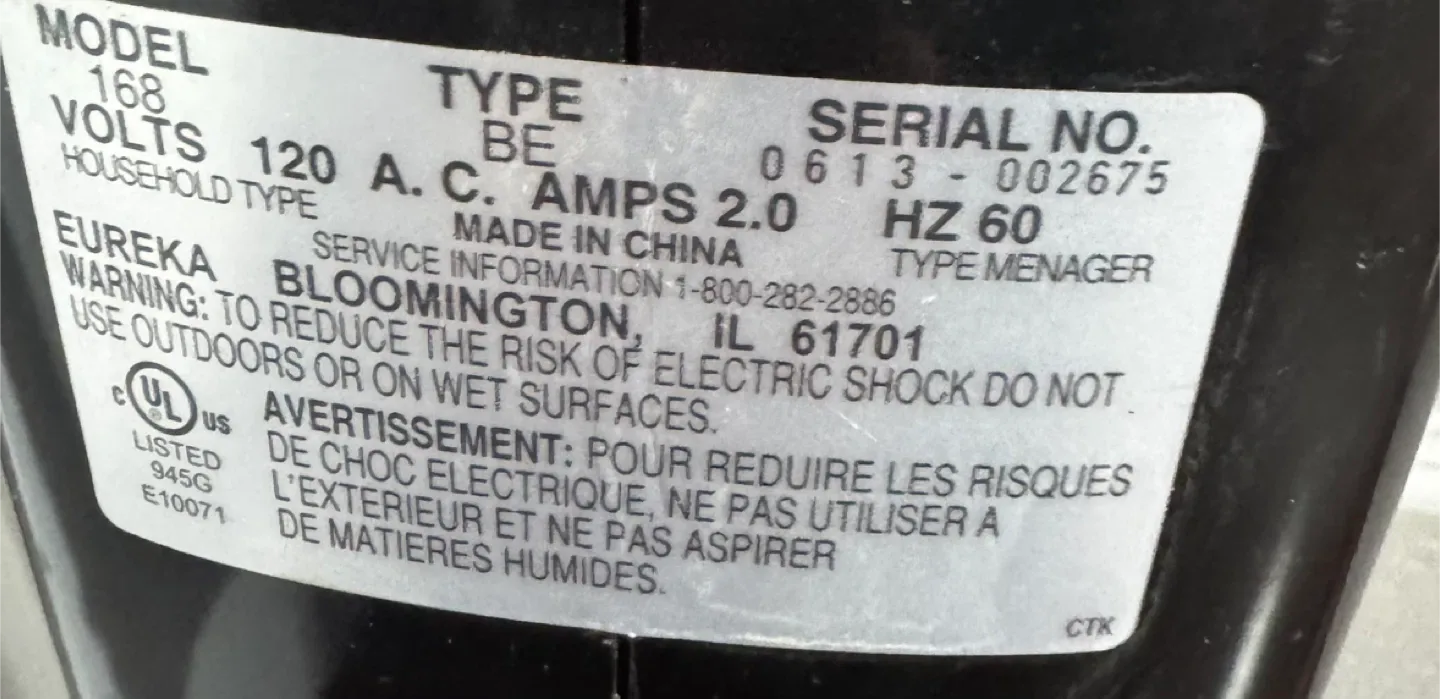 MODEL TYPE SERIAL NO.
168 BE 0613-002675
VOLTS 120 A.C. AMPS 2.0 HZ 60
HOUSEHOLD TYPE MADE IN CHINA TYPE MENAGER
SERVICE INFORMATION 1-800-282-2886
EUREKA BLOOMINGTON, IL 61701
WARNING: TO REDUCE THE RISK OF ELECTRIC SHOCK DO NOT
USE OUTDOORS OR ON WET SURFACES.
C UL ® US
LISTED
945G
E10071
AVERTISSEMENT: POUR REDUIRE LES RISQUES
DE CHOC ELECTRIQUE, NE PAS UTILISER A
L'EXTERIEUR ET NE PAS ASPIRER
DE MATIERES HUMIDES.
CTK